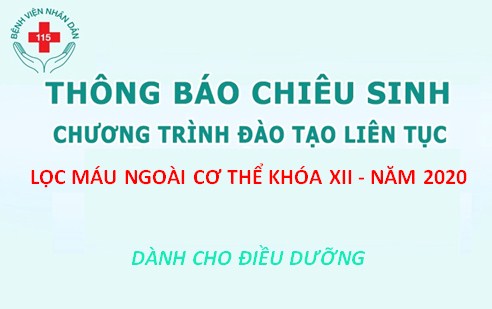 BỆNH VIỆN NHÂN DÂN
115
THÔNG BÁO CHIÊU SINH
CHƯƠNG TRÌNH ĐÀO TẠO LIÊN TỤC
LỌC MÁU NGOÀI CƠ THỂ KHÓA XII - NĂM 2020
DÀNH CHO ĐIỀU DƯỠNG